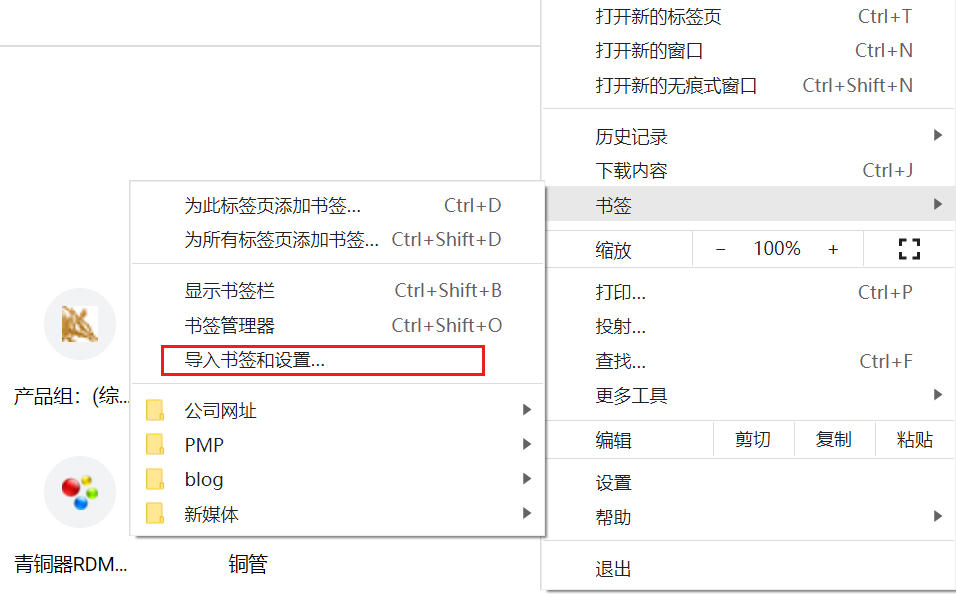 打开新的标签页 Ctrl+T
打开新的窗口 Ctrl+N
打开新的无痕式窗口 Ctrl+Shift+N
历史记录
下载内容 Ctrl+J
书签
缩放 − 100% +
打印... Ctrl+P
投射...
查找... Ctrl+F
更多工具
编辑 剪切 复制 粘贴
设置
帮助
退出
为此标签页添加书签... Ctrl+D
为所有标签页添加书签... Ctrl+Shift+D
显示书签栏 Ctrl+Shift+B
书签管理器 Ctrl+Shift+O
导入书签和设置...
公司网址
PMP
blog
新媒体
产品组：(综...
青铜器RDM...
铜管